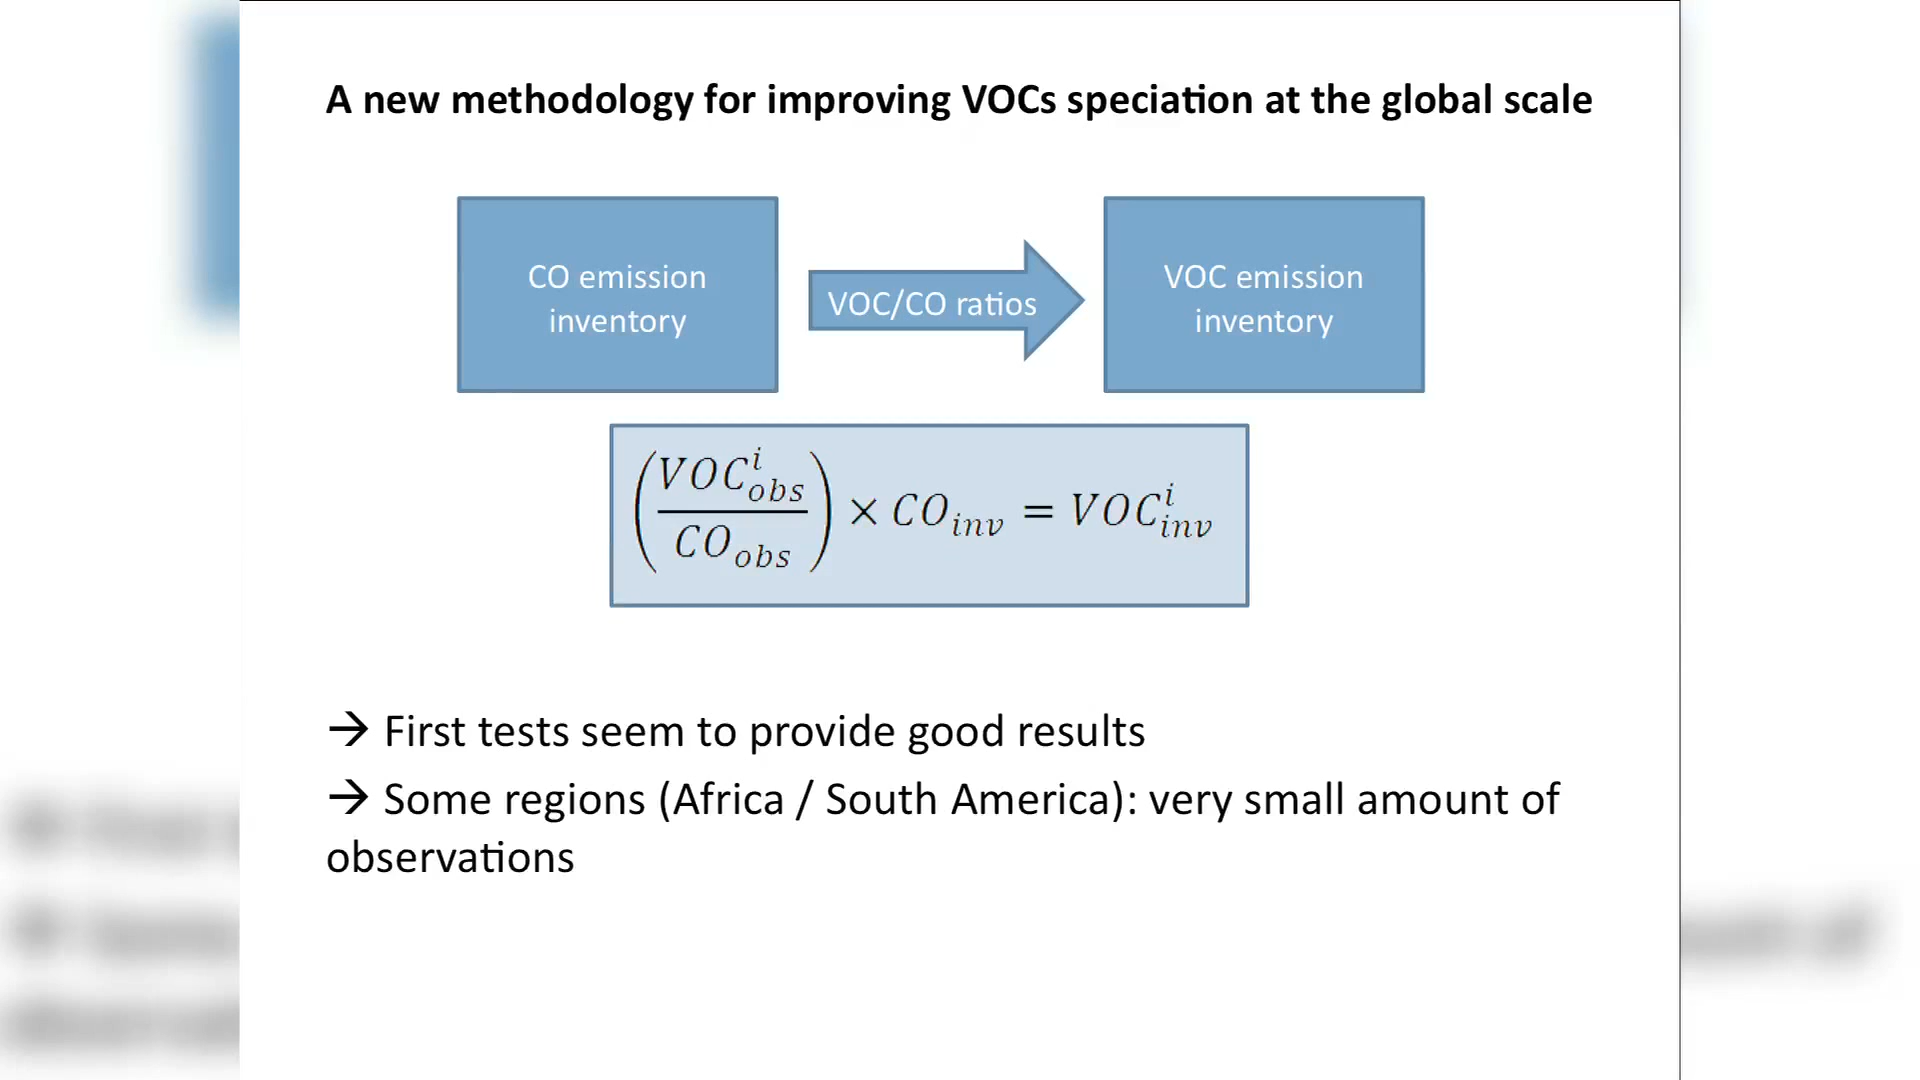 A new methodology for improving VOCs speciation at the global scale
CO emission
inventory
VOC/CO ratios
VOC emission
inventory
(VOC^i_obs / CO_obs) × CO_inv = VOC^i_inv
→ First tests seem to provide good results
→ Some regions (Africa / South America): very small amount of
observations